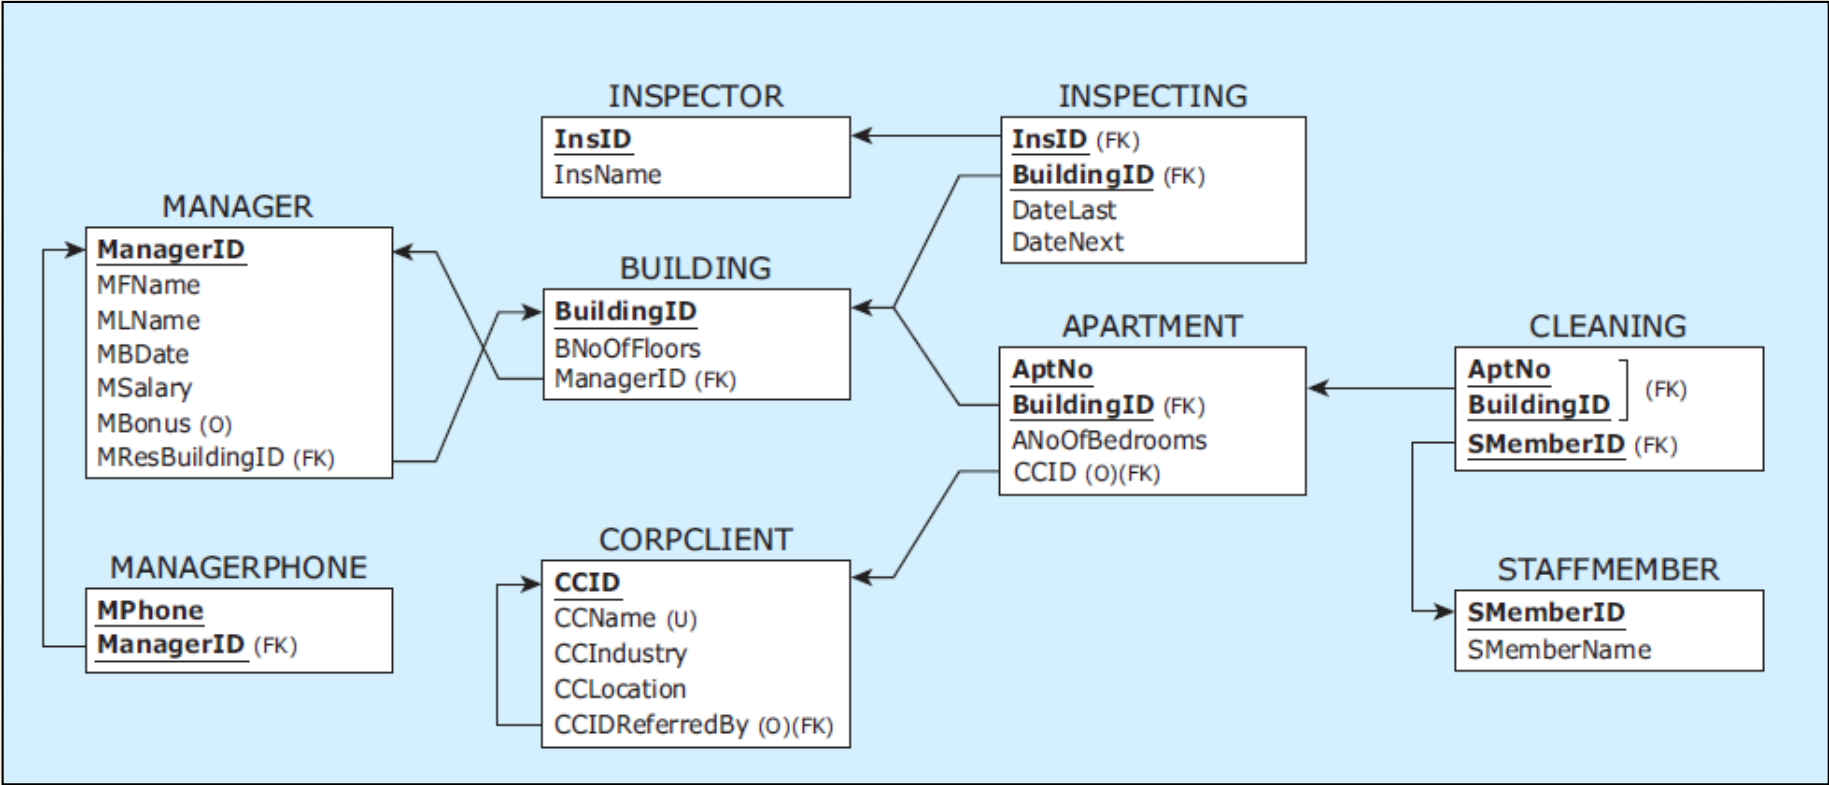 INSPECTOR
InsID
InsName
INSPECTING
InsID (FK)
BuildingID (FK)
DateLast
DateNext
MANAGER
ManagerID
MFName
MLName
MBDate
MSalary
MBonus (O)
MResBuildingID (FK)
BUILDING
BuildingID
BNoOfFloors
ManagerID (FK)
APARTMENT
AptNo
BuildingID (FK)
ANoOfBedrooms
CCID (O)(FK)
CLEANING
AptNo
BuildingID
(FK)
SMemberID (FK)
MANAGERPHONE
MPhone
ManagerID (FK)
CORPCLIENT
CCID
CCName (U)
CCIndustry
CCLocation
CCIDReferredBy (O)(FK)
STAFFMEMBER
SMemberID
SMemberName